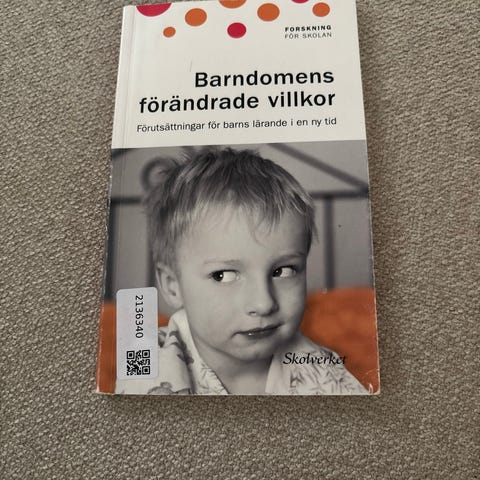 FORSKNING
FÖR SKOLAN
Barndomens
förändrade villkor
Förutsättningar för barns lärande i en ny tid
2136340
Skolverket